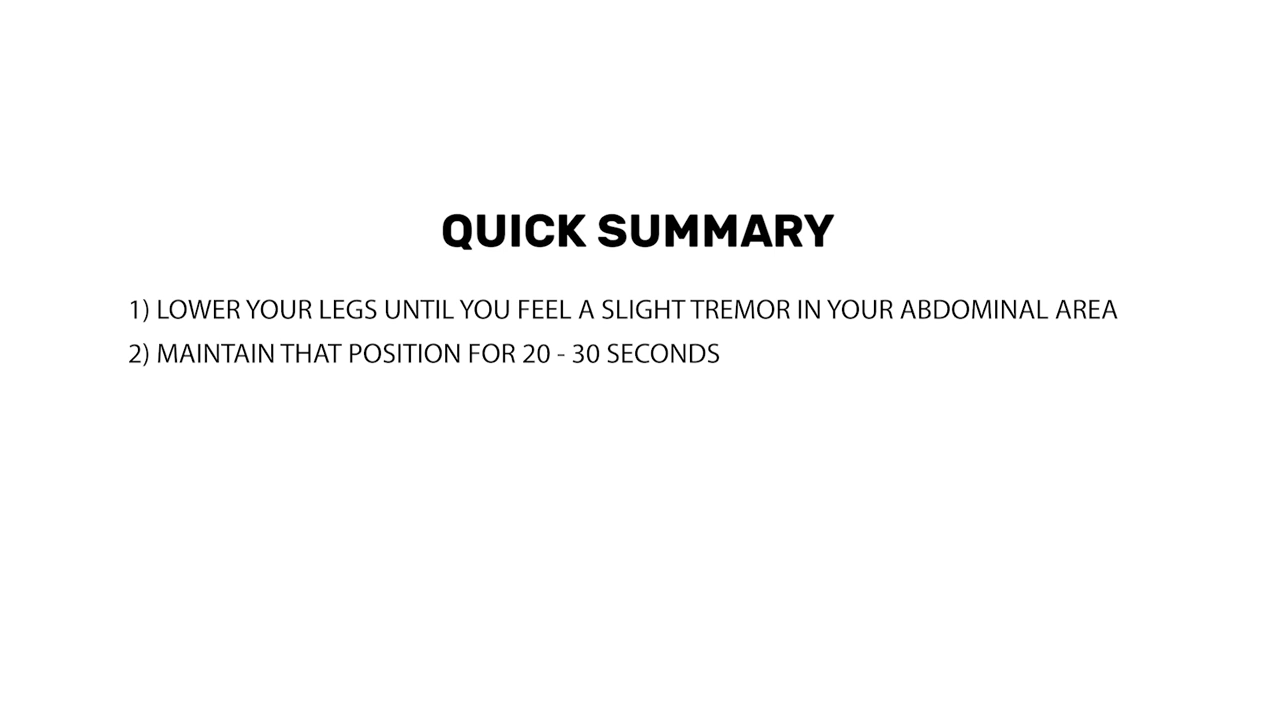 QUICK SUMMARY
1) LOWER YOUR LEGS UNTIL YOU FEEL A SLIGHT TREMOR IN YOUR ABDOMINAL AREA
2) MAINTAIN THAT POSITION FOR 20 - 30 SECONDS